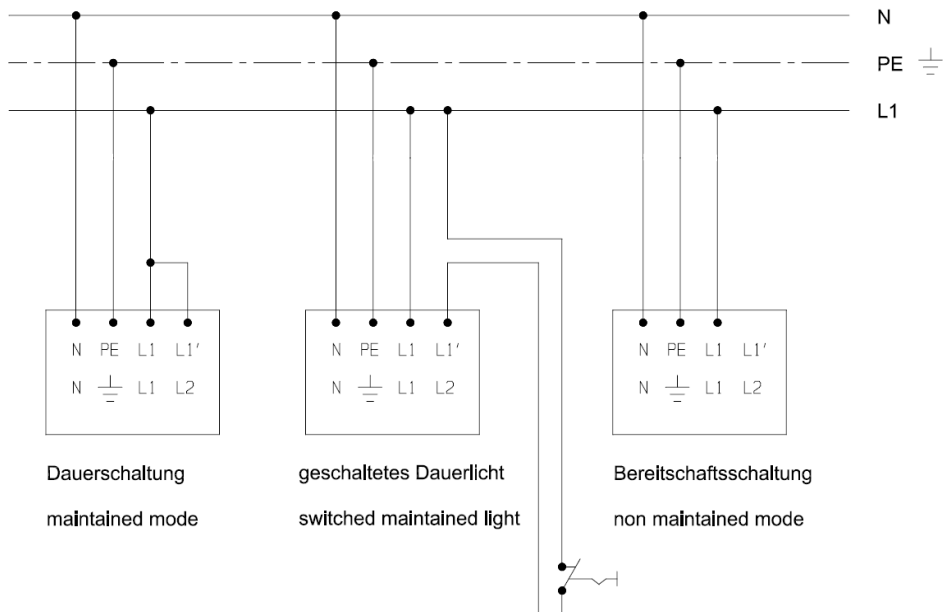 N
PE
L1
N PE L1 L1'
N L1 L2
Dauerschaltung
maintained mode
N PE L1 L1'
N L1 L2
geschaltetes Dauerlicht
switched maintained light
N PE L1 L1'
N L1 L2
Bereitschaftsschaltung
non maintained mode